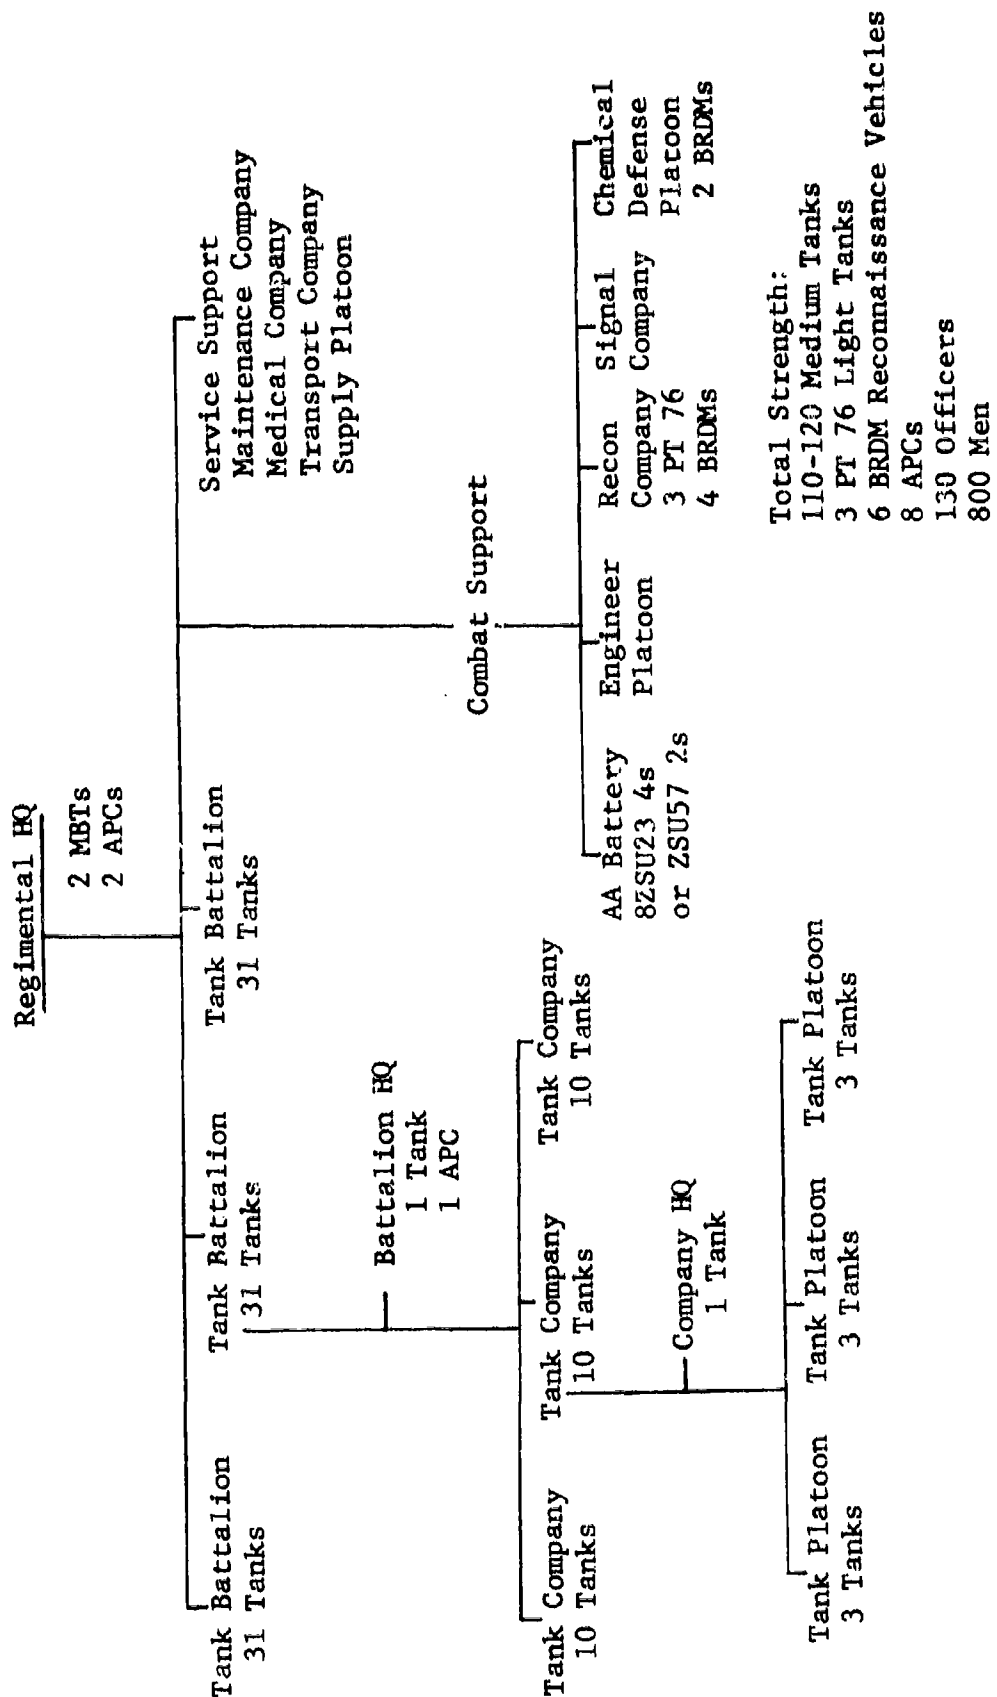 Regimental HQ
2 MBTs
2 APCs
Tank Battalion
31 Tanks
Tank Battalion
31 Tanks
Tank Battalion
31 Tanks
Service Support
Maintenance Company
Medical Company
Transport Company
Supply Platoon
Battalion HQ
1 Tank
1 APC
Combat Support
Tank Company
10 Tanks
Tank Company
10 Tanks
Tank Company
10 Tanks
AA Battery
8ZSU23 4s
or ZSU57 2s
Engineer
Platoon
Recon
Company
3 PT 76
4 BRDMs
Signal
Company
Chemical
Defense
Platoon
2 BRDMs
Company HQ
1 Tank
Tank Platoon
3 Tanks
Tank Platoon
3 Tanks
Tank Platoon
3 Tanks
Total Strength:
110-120 Medium Tanks
3 PT 76 Light Tanks
6 BRDM Reconnaissance Vehicles
8 APCs
130 Officers
800 Men